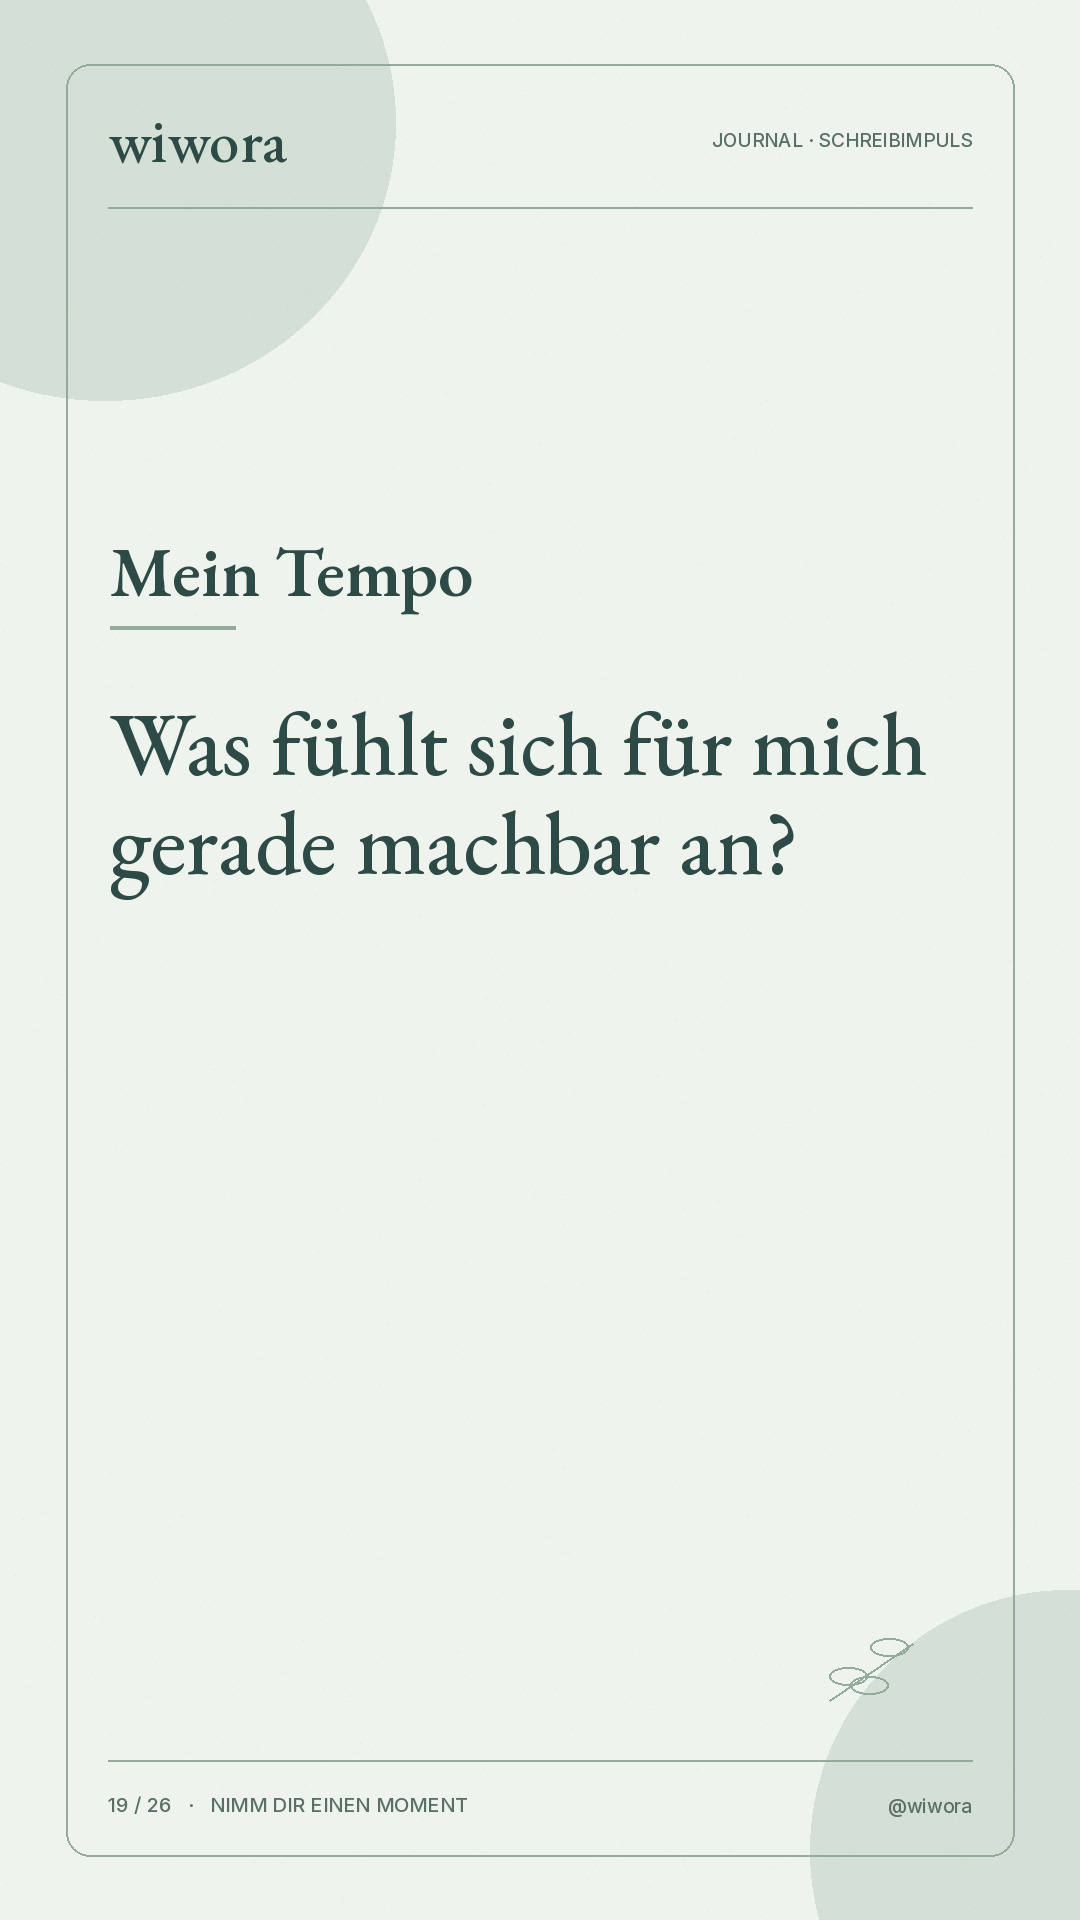 wiwora
JOURNAL · SCHREIBIMPULS
Mein Tempo
Was fühlt sich für mich
gerade machbar an?
19 / 26 · NIMM DIR EINEN MOMENT
@wiwora